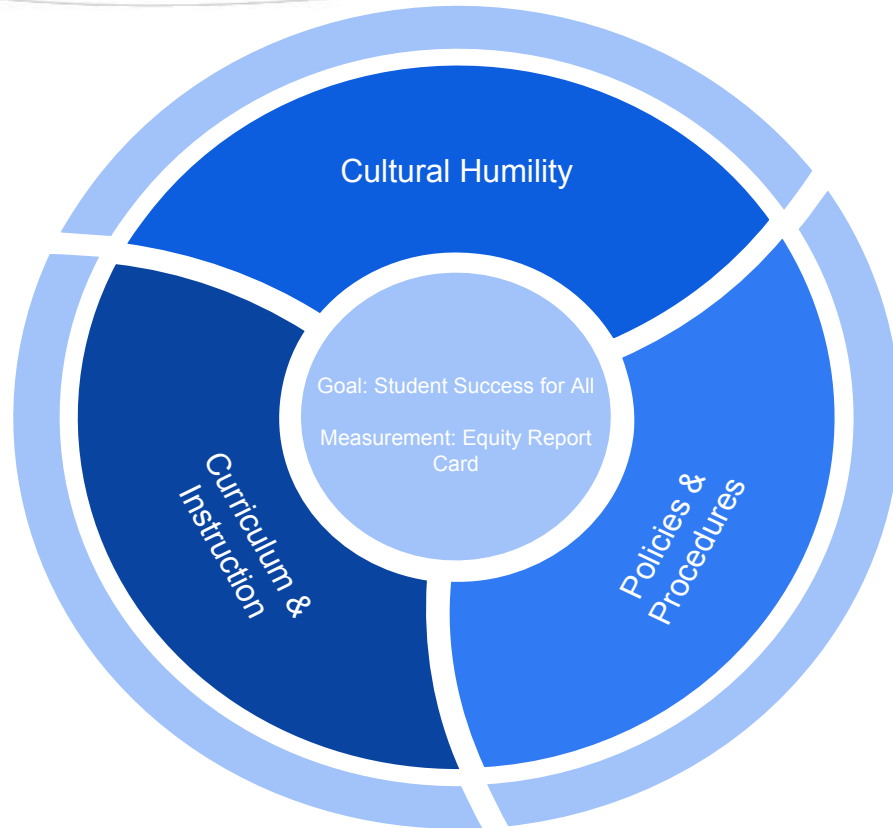 Cultural Humility
Goal: Student Success for All
Measurement: Equity Report
Card
Curriculum &
Instruction
Policies &
Procedures